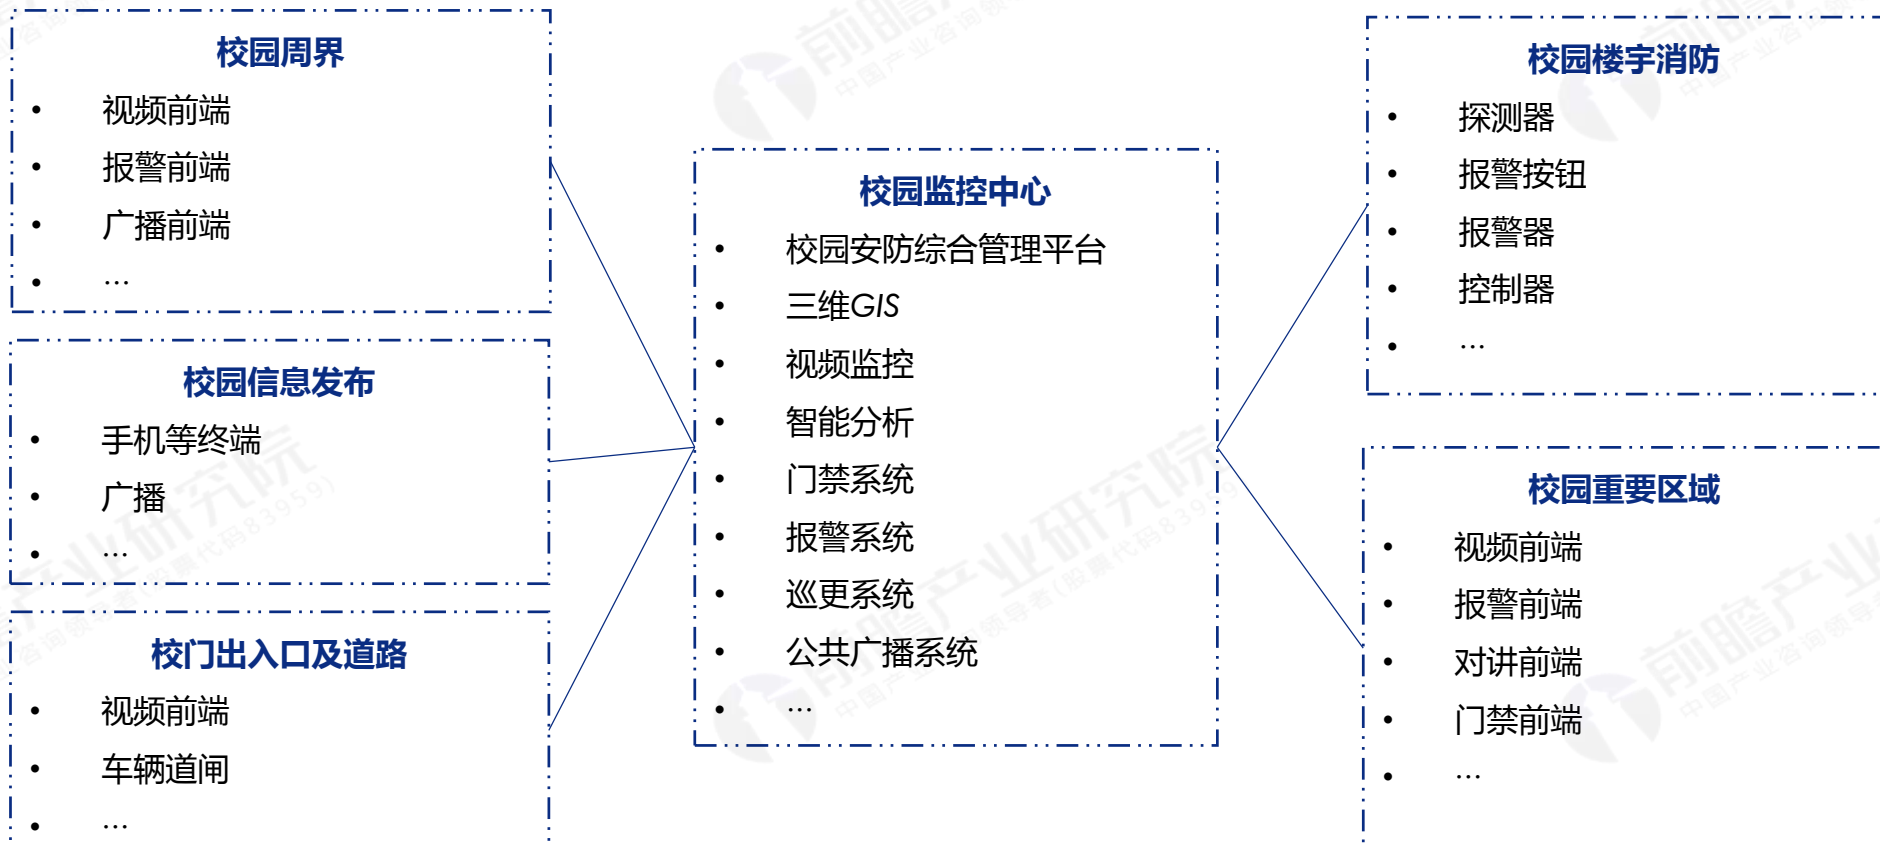 校园周界
• 视频前端
• 报警前端
• 广播前端
• …
校园信息发布
• 手机等终端
• 广播
• …
校门出入口及道路
• 视频前端
• 车辆道闸
• …
校园监控中心
• 校园安防综合管理平台
• 三维GIS
• 视频监控
• 智能分析
• 门禁系统
• 报警系统
• 巡更系统
• 公共广播系统
• …
校园楼宇消防
• 探测器
• 报警按钮
• 报警器
• 控制器
• …
校园重要区域
• 视频前端
• 报警前端
• 对讲前端
• 门禁前端
• …